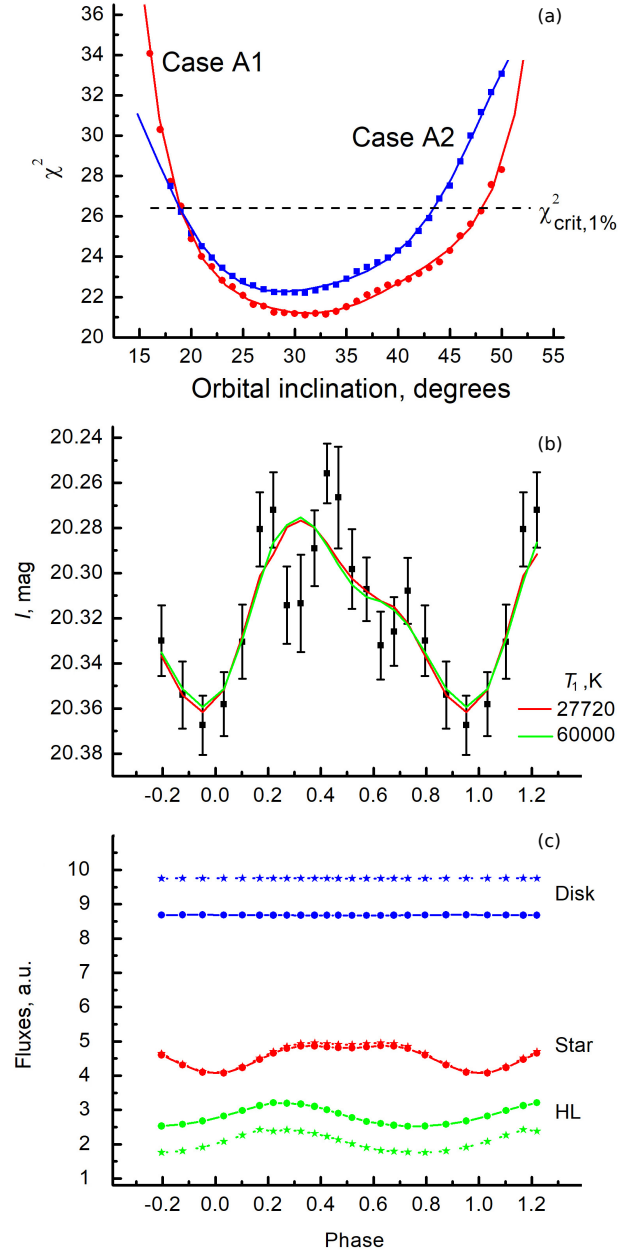 (a)
36
34
32
30
28
26
24
22
20
χ²
Case A1
Case A2
χ²crit,1%
15 20 25 30 35 40 45 50 55
Orbital inclination, degrees
(b)
20.24
20.26
20.28
20.30
20.32
20.34
20.36
20.38
I, mag
T₁ ,K
27720
60000
-0.2 0.0 0.2 0.4 0.6 0.8 1.0 1.2
(c)
10
9
8
7
6
5
4
3
2
1
Fluxes, a.u.
Disk
Star
HL
-0.2 0.0 0.2 0.4 0.6 0.8 1.0 1.2
Phase